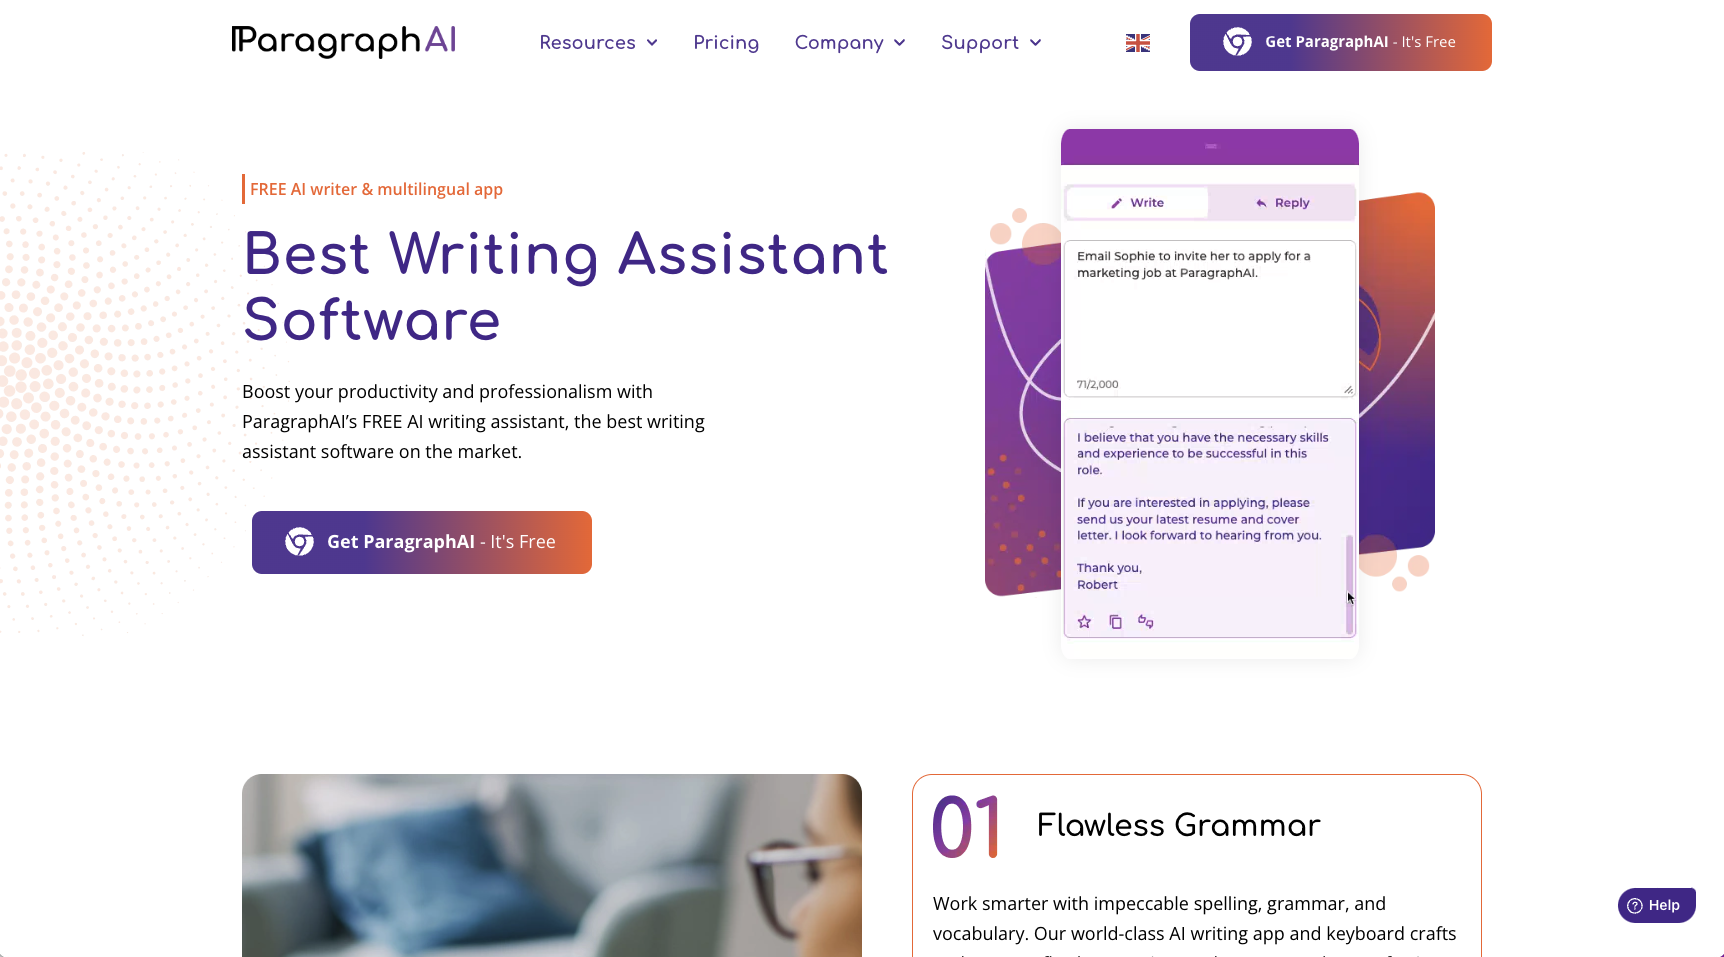 ParagraphAI
Resources
Pricing
Company
Support
Get ParagraphAI - It's Free
FREE AI writer & multilingual app
Best Writing Assistant
Software
Boost your productivity and professionalism with
ParagraphAI’s FREE AI writing assistant, the best writing
assistant software on the market.
Get ParagraphAI - It's Free
Write
Reply
Email Sophie to invite her to apply for a
marketing job at ParagraphAI.
71/2,000
I believe that you have the necessary skills
and experience to be successful in this
role.
If you are interested in applying, please
send us your latest resume and cover
letter. I look forward to hearing from you.
Thank you,
Robert
01
Flawless Grammar
Work smarter with impeccable spelling, grammar, and
vocabulary. Our world-class AI writing app and keyboard crafts
Help